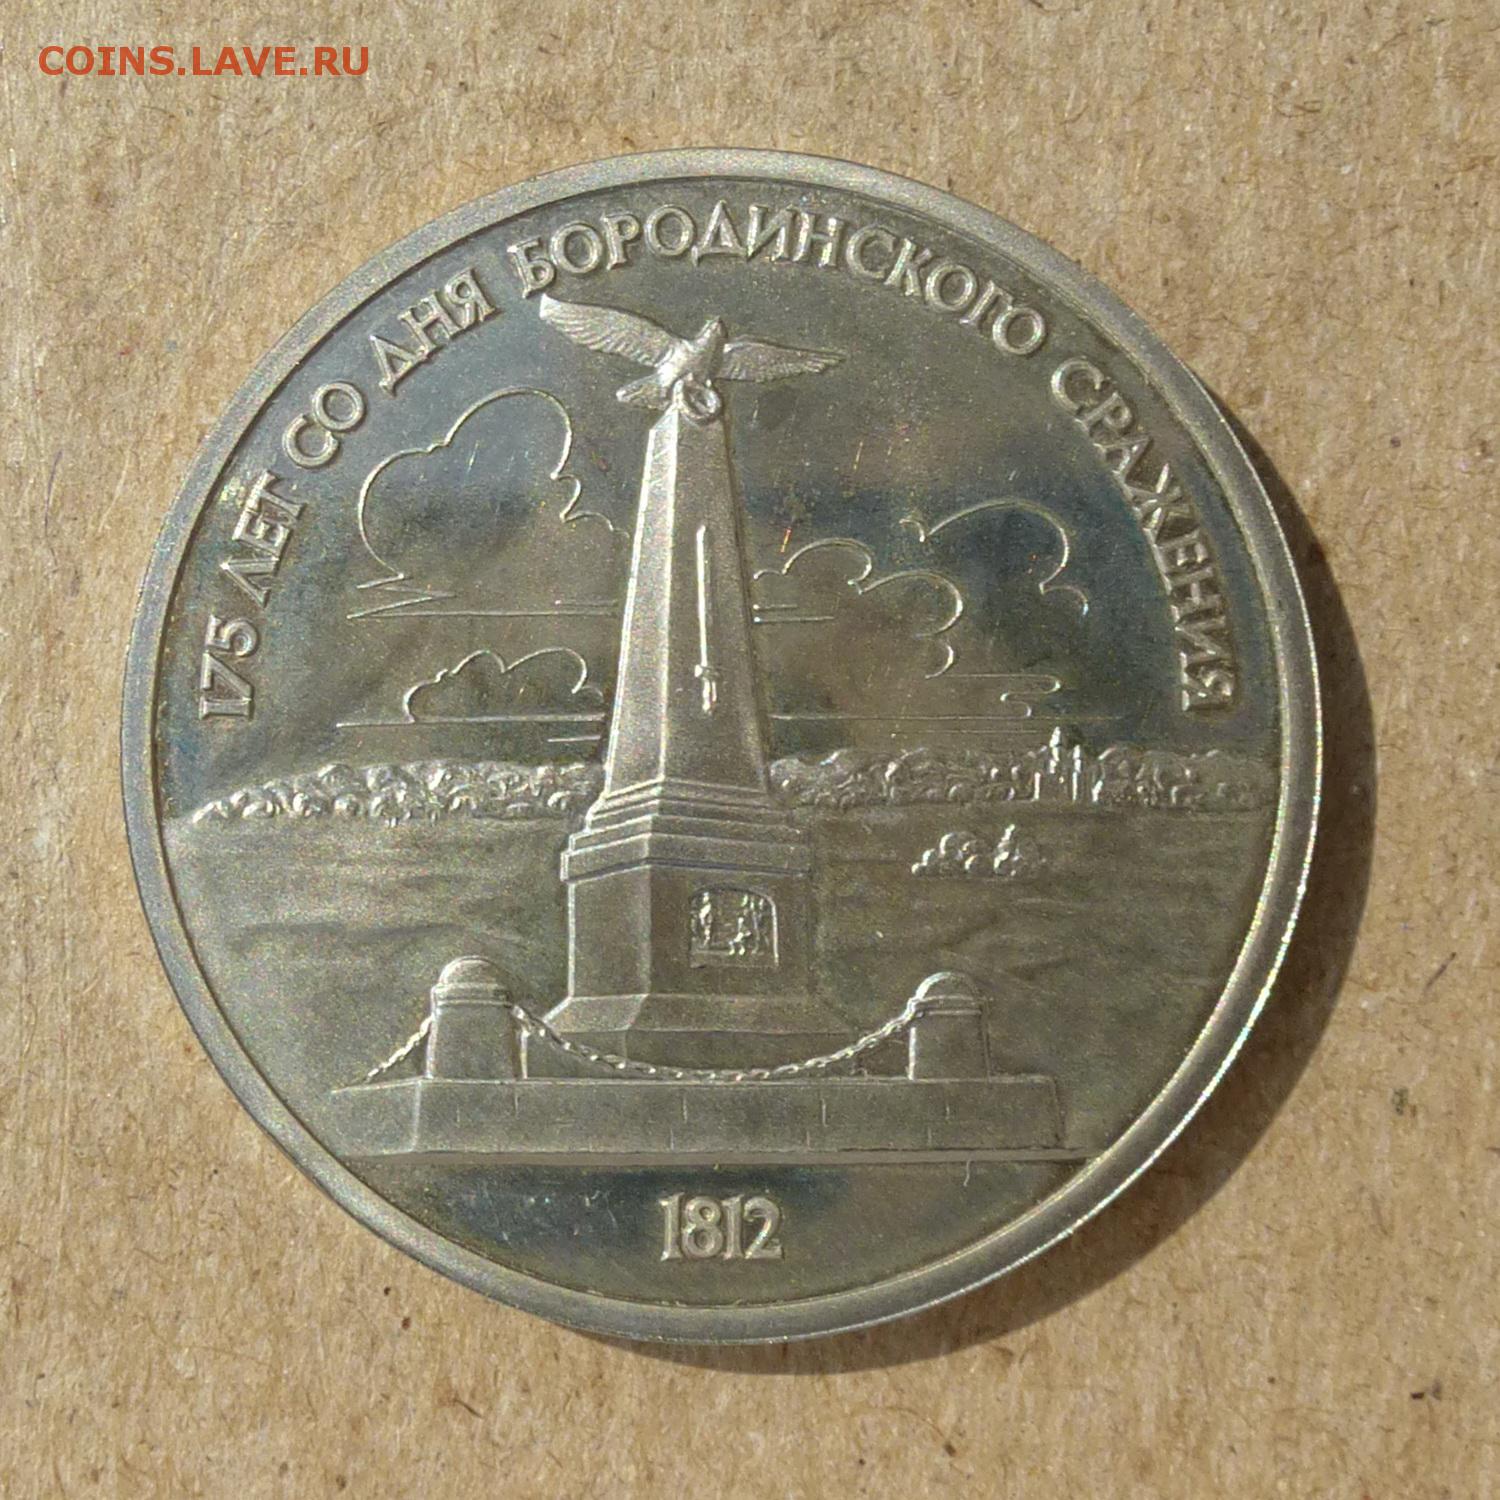 COINS.LAVE.RU
175 ЛЕТ СО ДНЯ БОРОДИНСКОГО СРАЖЕНИЯ
1812